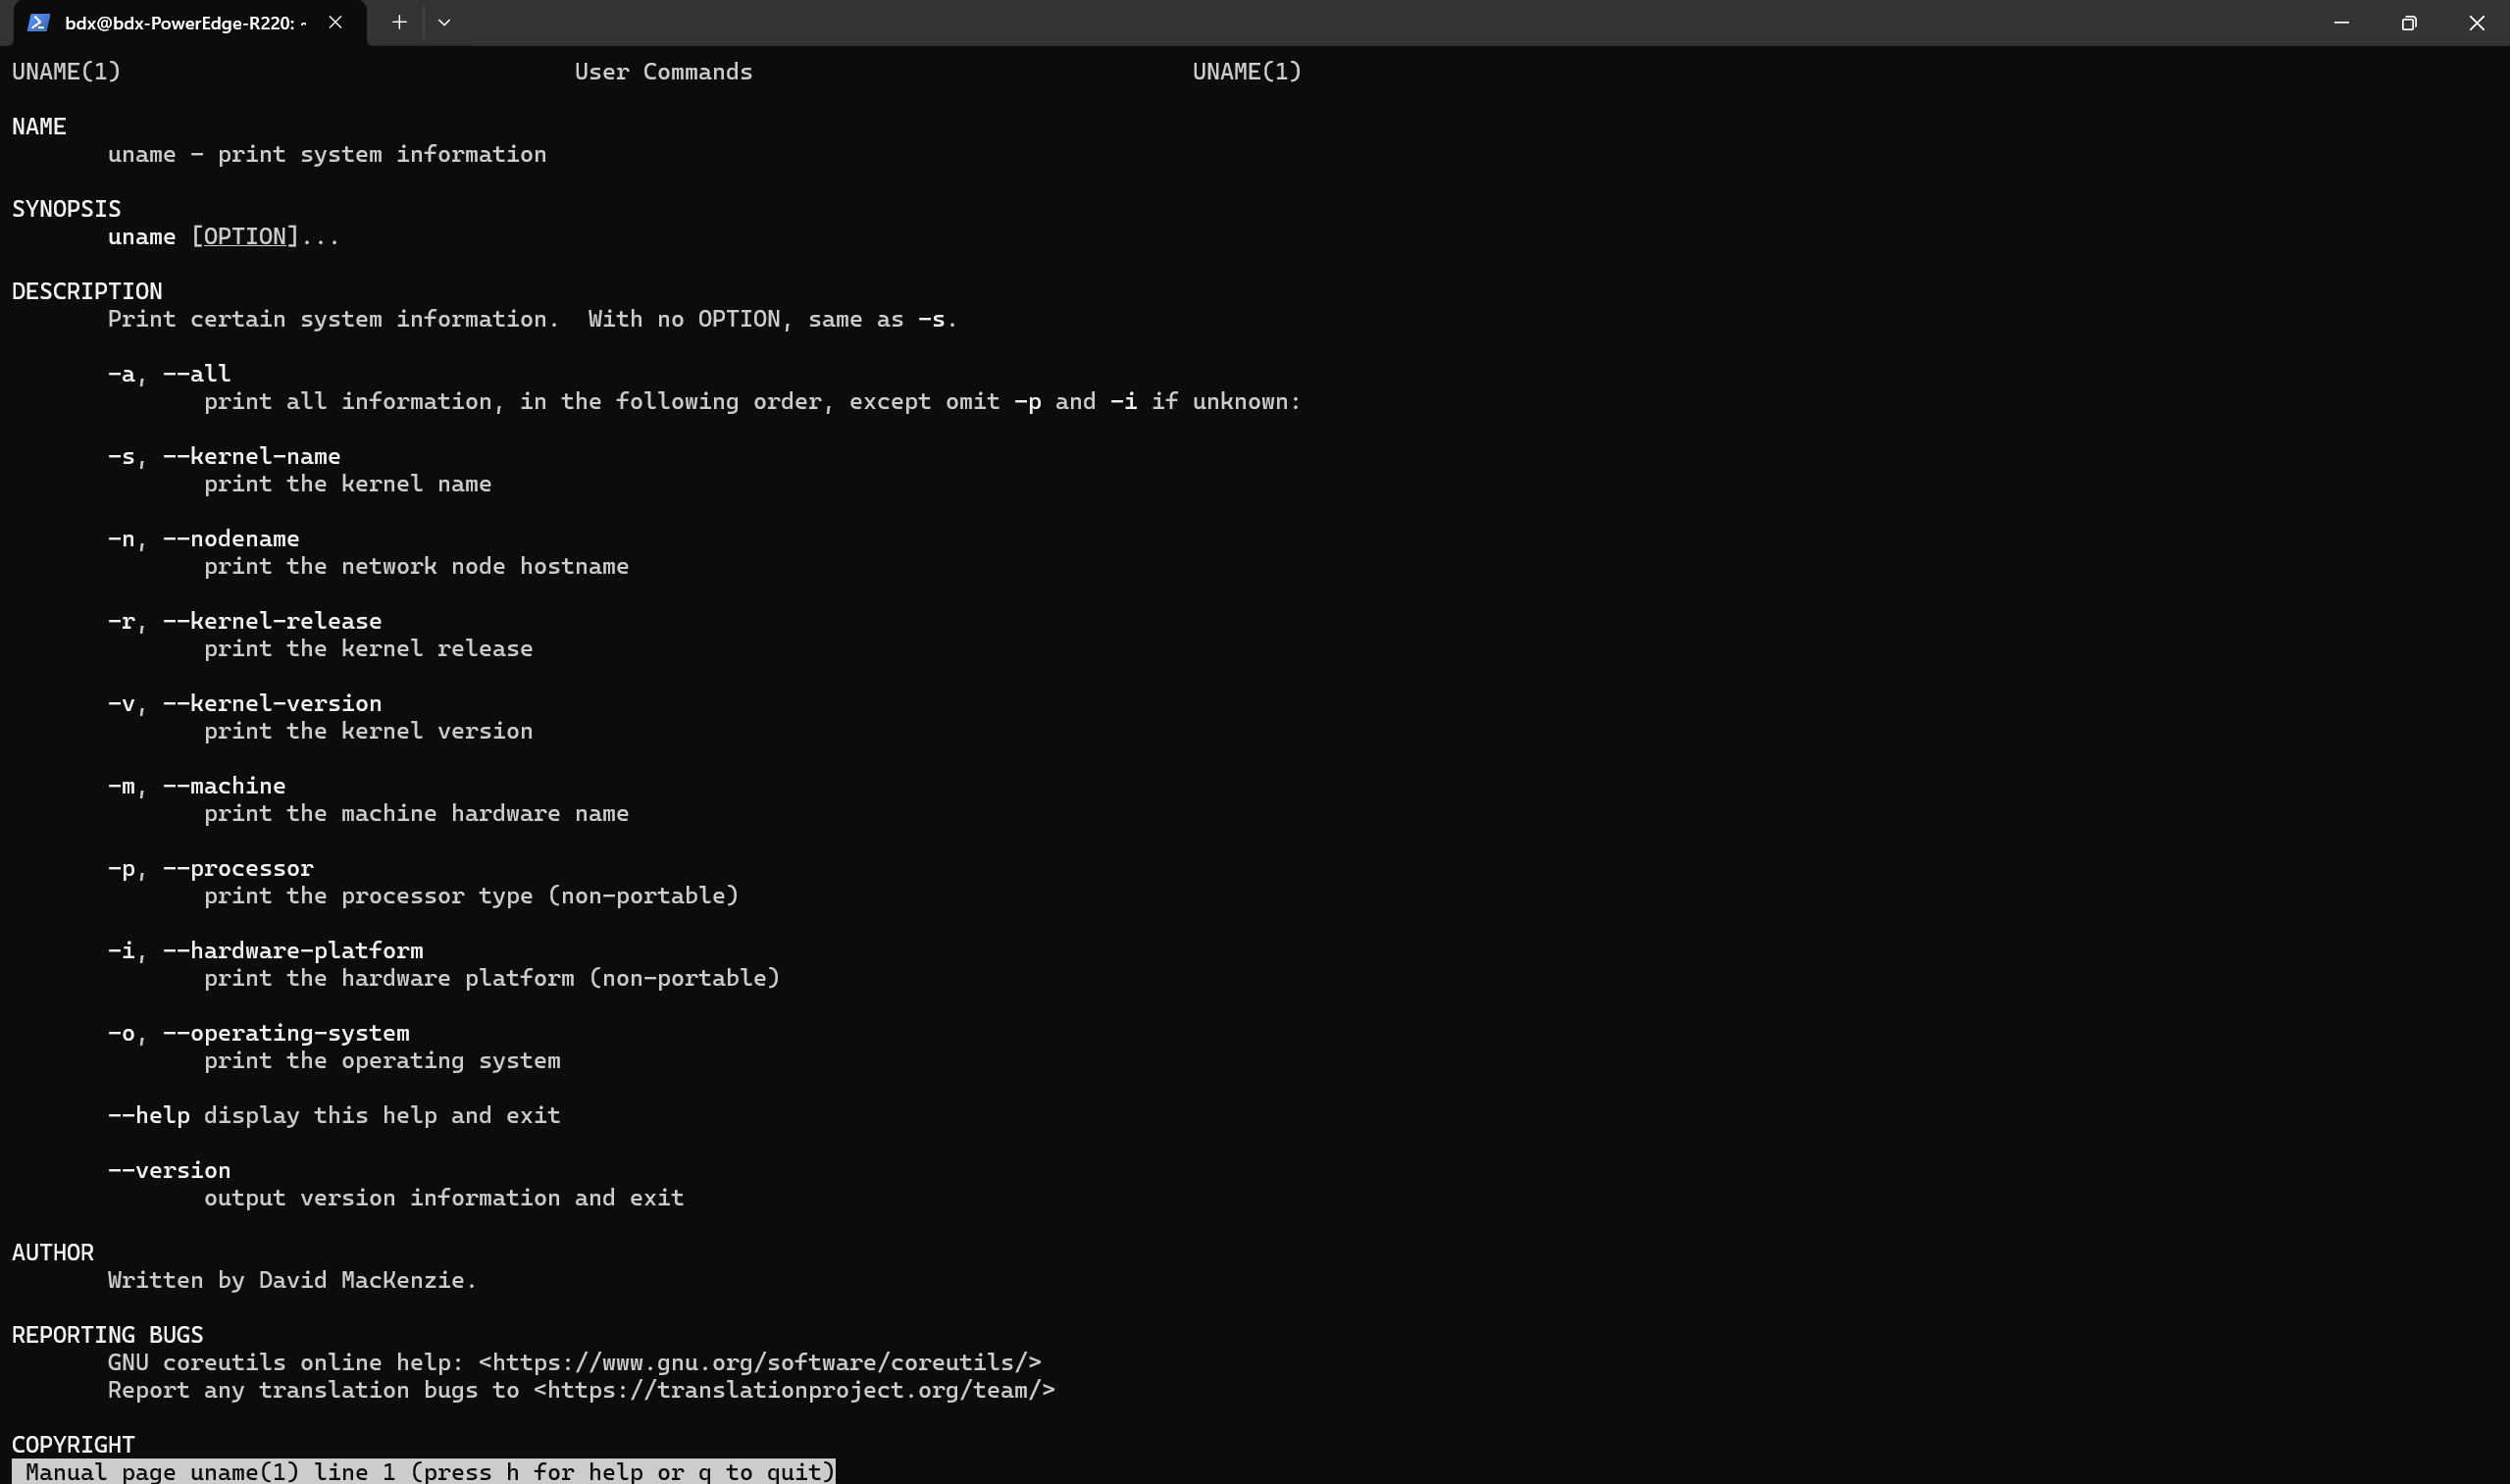 bdx@bdx-PowerEdge-R220: ~
UNAME(1) User Commands UNAME(1)
NAME
uname - print system information
SYNOPSIS
uname [OPTION]...
DESCRIPTION
Print certain system information.  With no OPTION, same as -s.
-a, --all
print all information, in the following order, except omit -p and -i if unknown:
-s, --kernel-name
print the kernel name
-n, --nodename
print the network node hostname
-r, --kernel-release
print the kernel release
-v, --kernel-version
print the kernel version
-m, --machine
print the machine hardware name
-p, --processor
print the processor type (non-portable)
-i, --hardware-platform
print the hardware platform (non-portable)
-o, --operating-system
print the operating system
--help display this help and exit
--version
output version information and exit
AUTHOR
Written by David MacKenzie.
REPORTING BUGS
GNU coreutils online help: <https://www.gnu.org/software/coreutils/>
Report any translation bugs to <https://translationproject.org/team/>
COPYRIGHT
Manual page uname(1) line 1 (press h for help or q to quit)